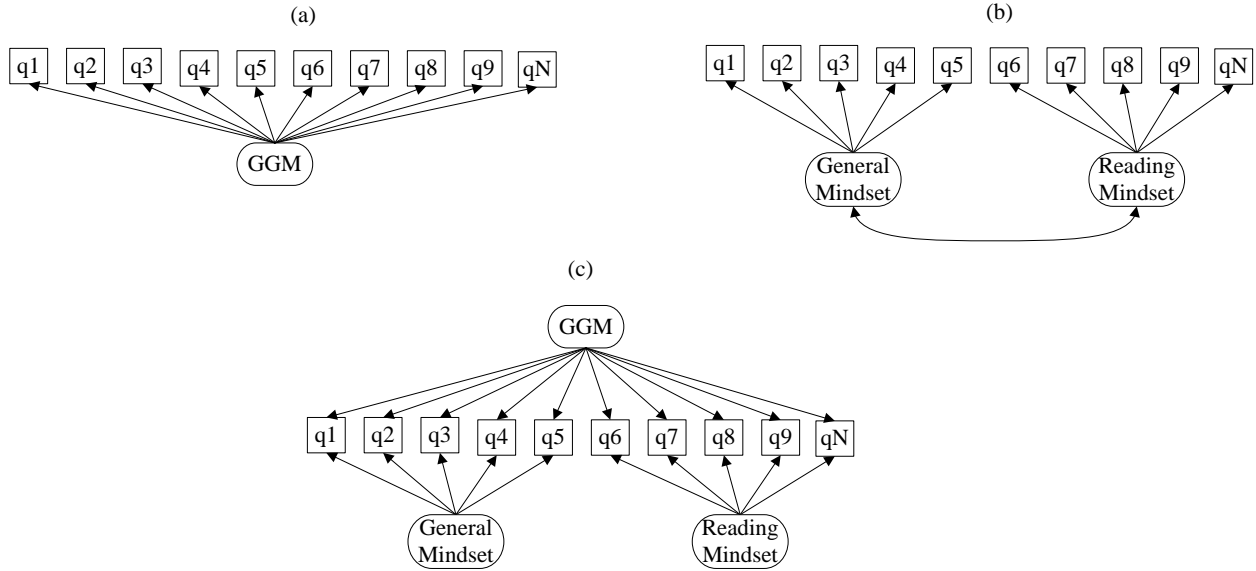 (a)
q1 q2 q3 q4 q5 q6 q7 q8 q9 qN
GGM
(b)
q1 q2 q3 q4 q5 q6 q7 q8 q9 qN
General
Mindset
Reading
Mindset
(c)
GGM
q1 q2 q3 q4 q5 q6 q7 q8 q9 qN
General
Mindset
Reading
Mindset